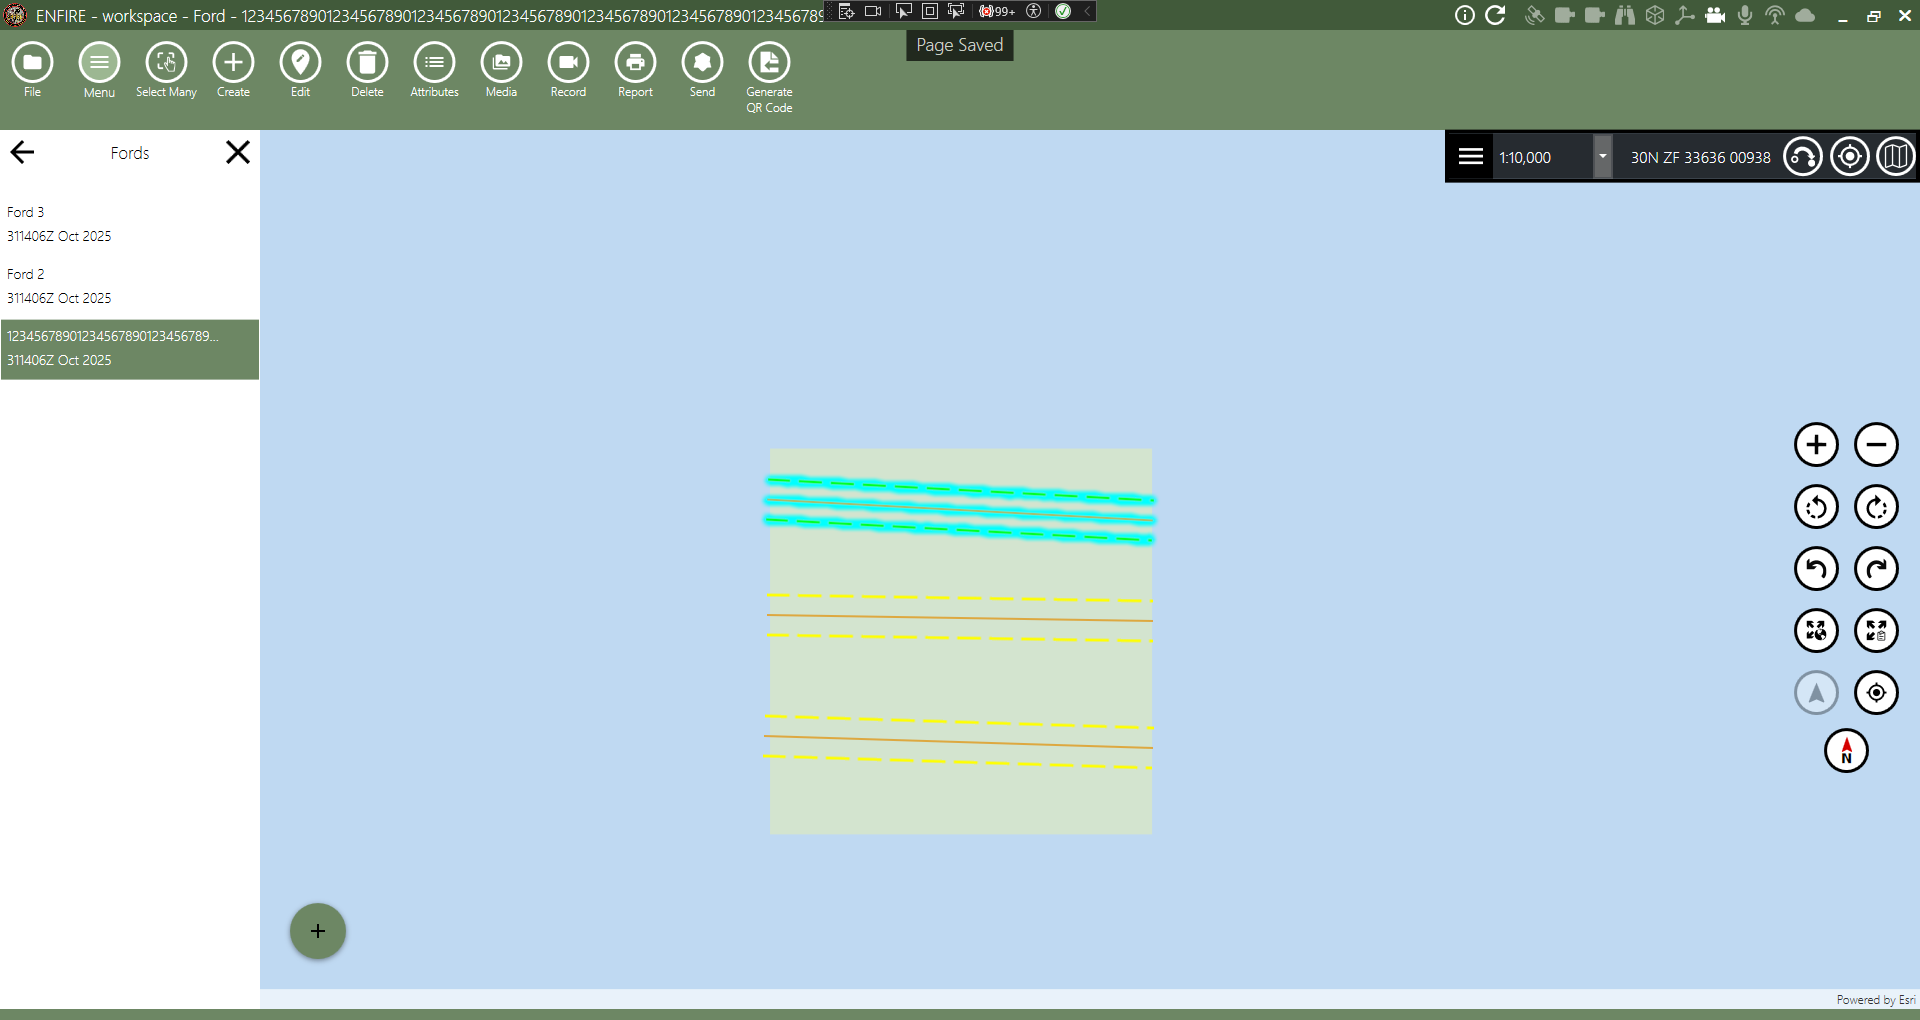 ENFIRE - workspace - Ford - 12345678901234567890123456789012345678901234567890123456789
99+
Page Saved
File
Menu
Select Many
Create
Edit
Delete
Attributes
Media
Record
Report
Send
Generate
QR Code
Fords
1:10,000
30N ZF 33636 00938
Ford 3
311406Z Oct 2025
Ford 2
311406Z Oct 2025
12345678901234567890123456789...
311406Z Oct 2025
N
Powered by Esri